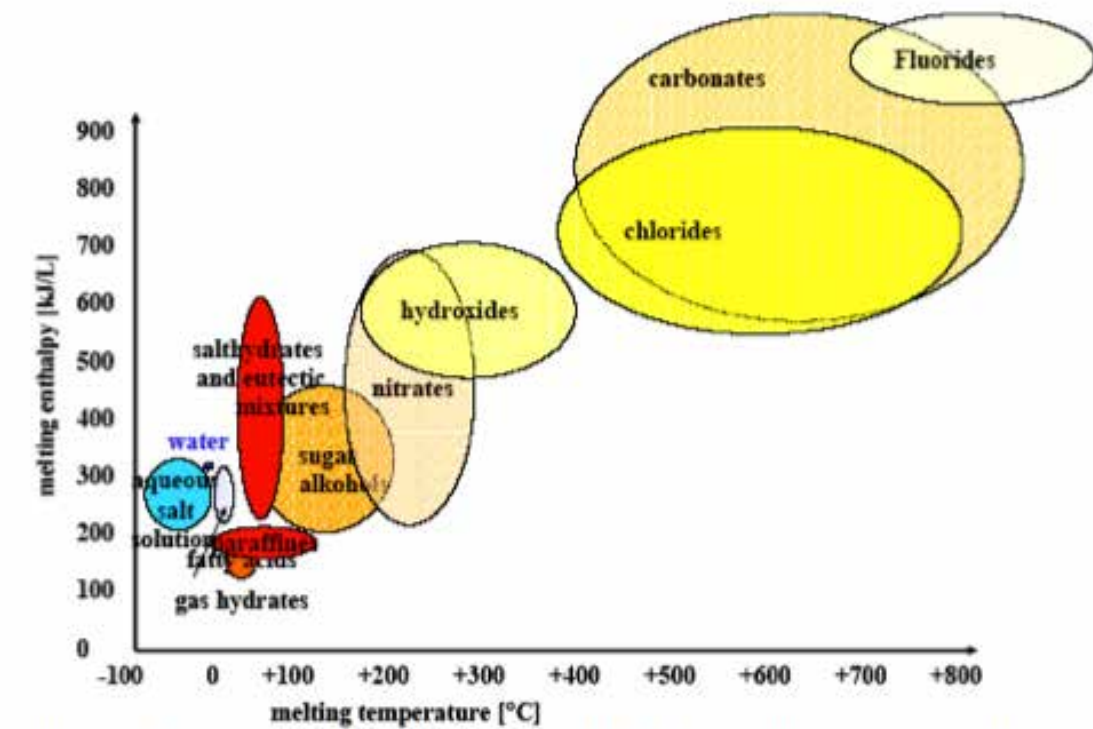 Fluorides
carbonates
900
800
chlorides
700
600
hydroxides
500
salthydrates
and eutectic
mixtures
nitrates
400
water
sugar
alkohols
300
aqueous
salt
solution
200
paraffines
fatty acids
100
gas hydrates
0
-100 0 +100 +200 +300 +400 +500 +600 +700 +800
melting temperature [°C]
melting enthalpy [kJ/L]